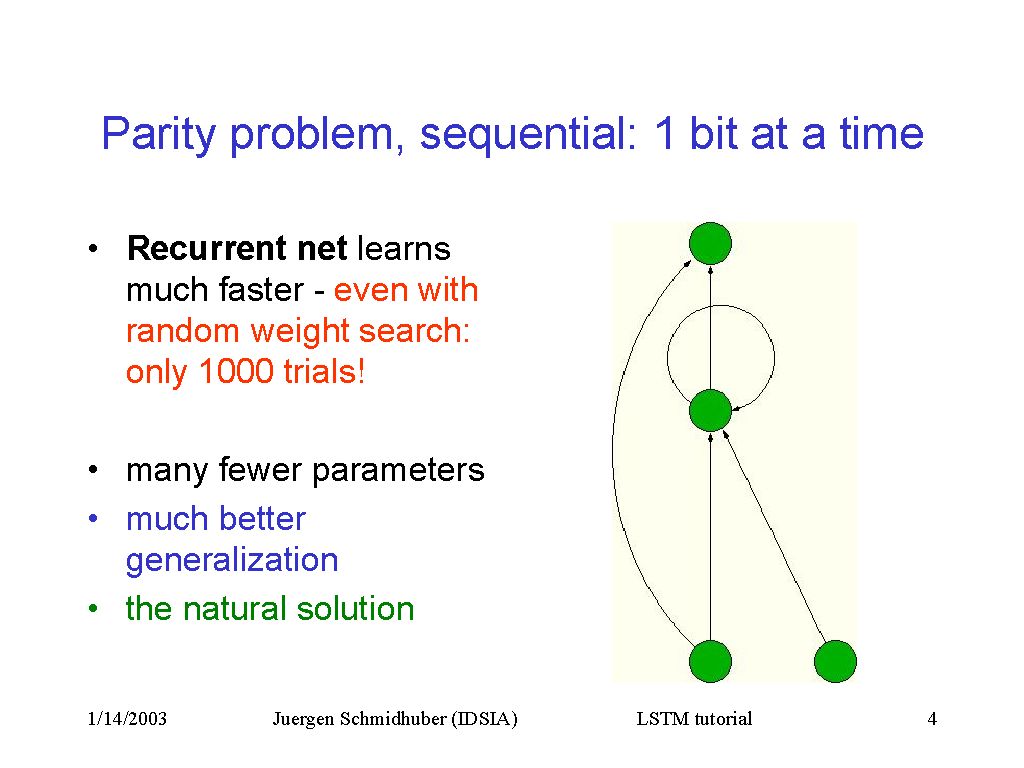 Parity problem, sequential: 1 bit at a time
• Recurrent net learns
much faster - even with
random weight search:
only 1000 trials!
• many fewer parameters
• much better
generalization
• the natural solution
1/14/2003 Juergen Schmidhuber (IDSIA) LSTM tutorial 4